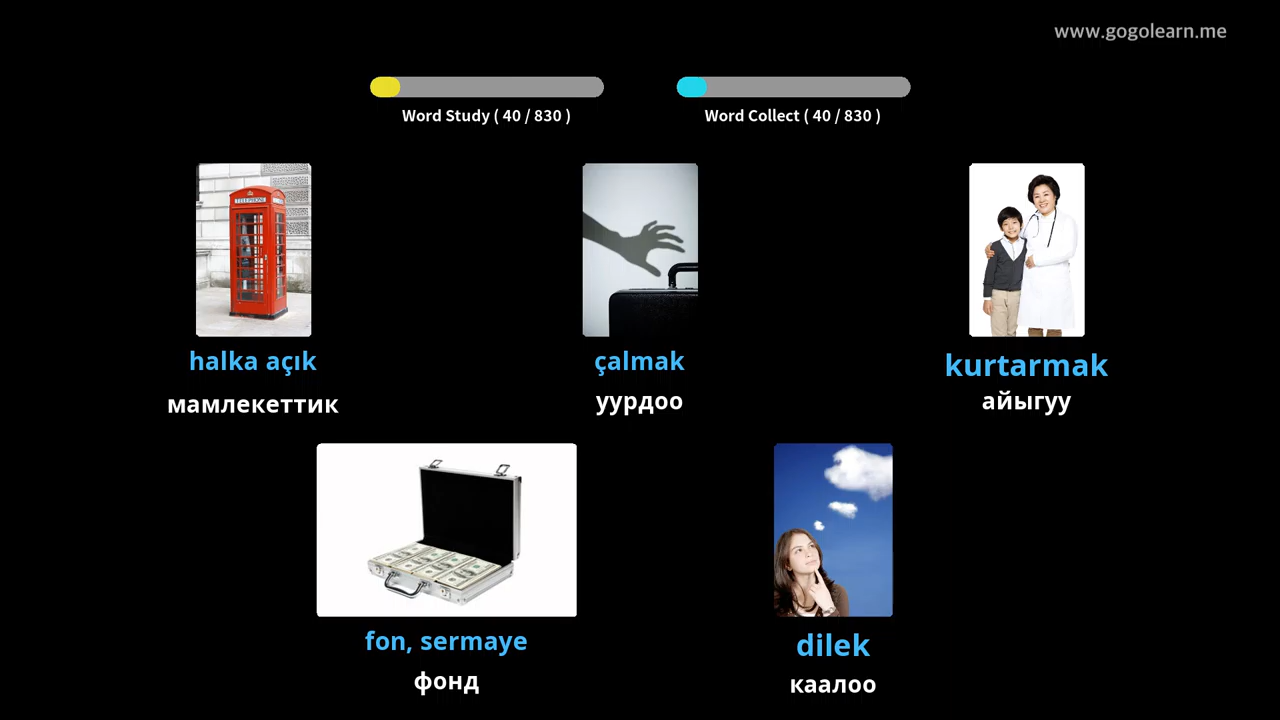 www.gogolearn.me
Word Study ( 40 / 830 )
Word Collect ( 40 / 830 )
TELEPHONE
halka açık
мамлекеттик
çalmak
уурдоо
kurtarmak
айыгуу
fon, sermaye
фонд
dilek
каалоо